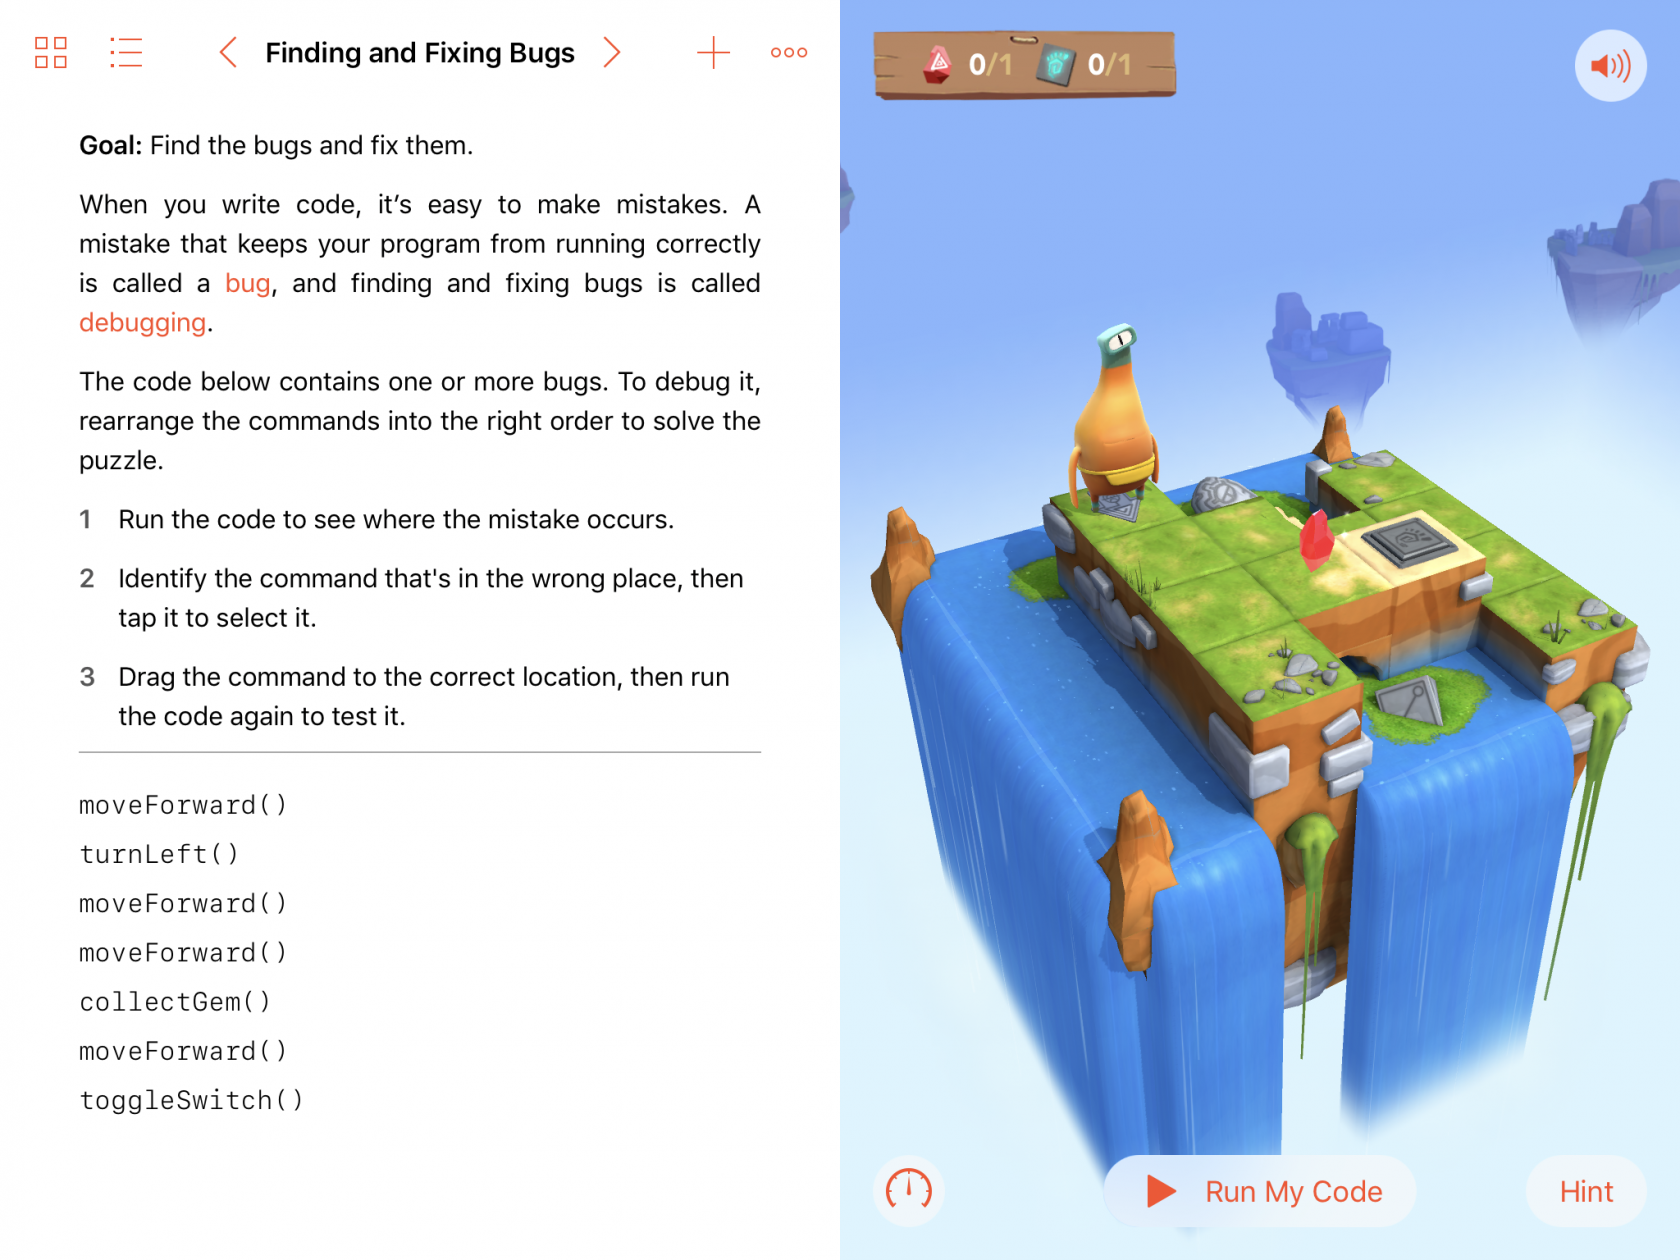 Finding and Fixing Bugs
Goal: Find the bugs and fix them.
When you write code, it’s easy to make mistakes. A
mistake that keeps your program from running correctly
is called a bug, and finding and fixing bugs is called
debugging.
The code below contains one or more bugs. To debug it,
rearrange the commands into the right order to solve the
puzzle.
1 Run the code to see where the mistake occurs.
2 Identify the command that's in the wrong place, then
tap it to select it.
3 Drag the command to the correct location, then run
the code again to test it.
moveForward()
turnLeft()
moveForward()
moveForward()
collectGem()
moveForward()
toggleSwitch()
0/1 0/1
Run My Code
Hint